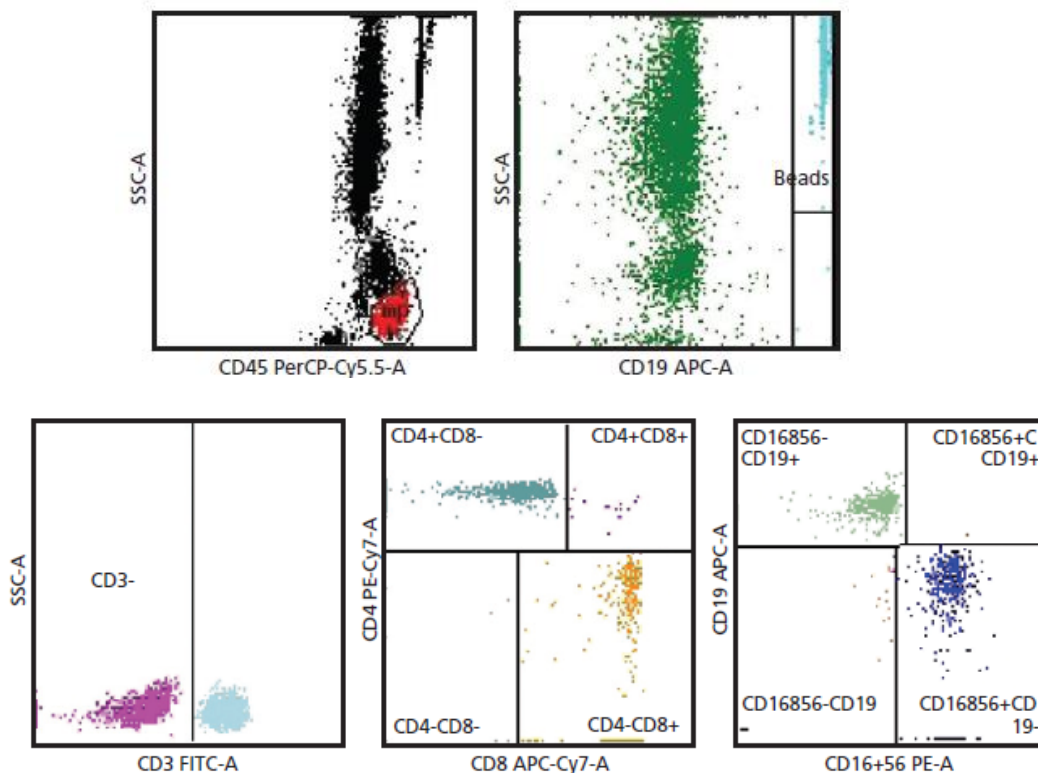 SSC-A
CD45 PerCP-Cy5.5-A
SSC-A
Beads
CD19 APC-A
SSC-A
CD3-
CD3 FITC-A
CD4 PE-Cy7-A
CD4+CD8-
CD4+CD8+
CD4-CD8-
CD4-CD8+
CD8 APC-Cy7-A
CD19 APC-A
CD16856-
CD19+
CD16856+C
CD19+
CD16856-CD19
CD16856+CD
19-
CD16+56 PE-A